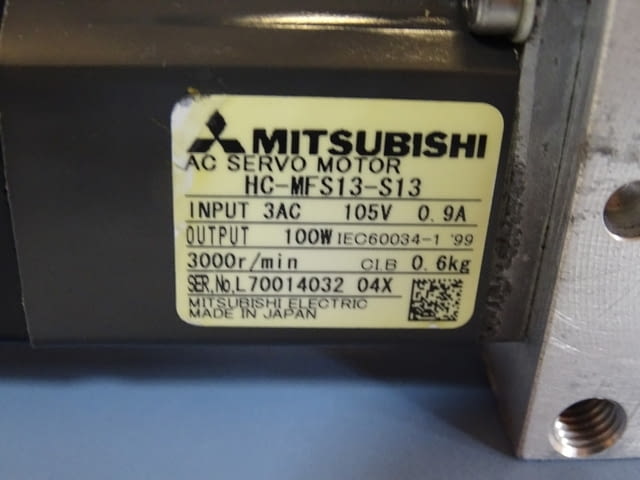 MITSUBISHI
AC SERVO MOTOR
HC-MFS13-S13
INPUT 3AC 105V 0.9A
OUTPUT 100W IEC60034-1 '99
3000r/min Cl.B 0.6kg
SER.No.L70014032 04X
MITSUBISHI ELECTRIC
MADE IN JAPAN